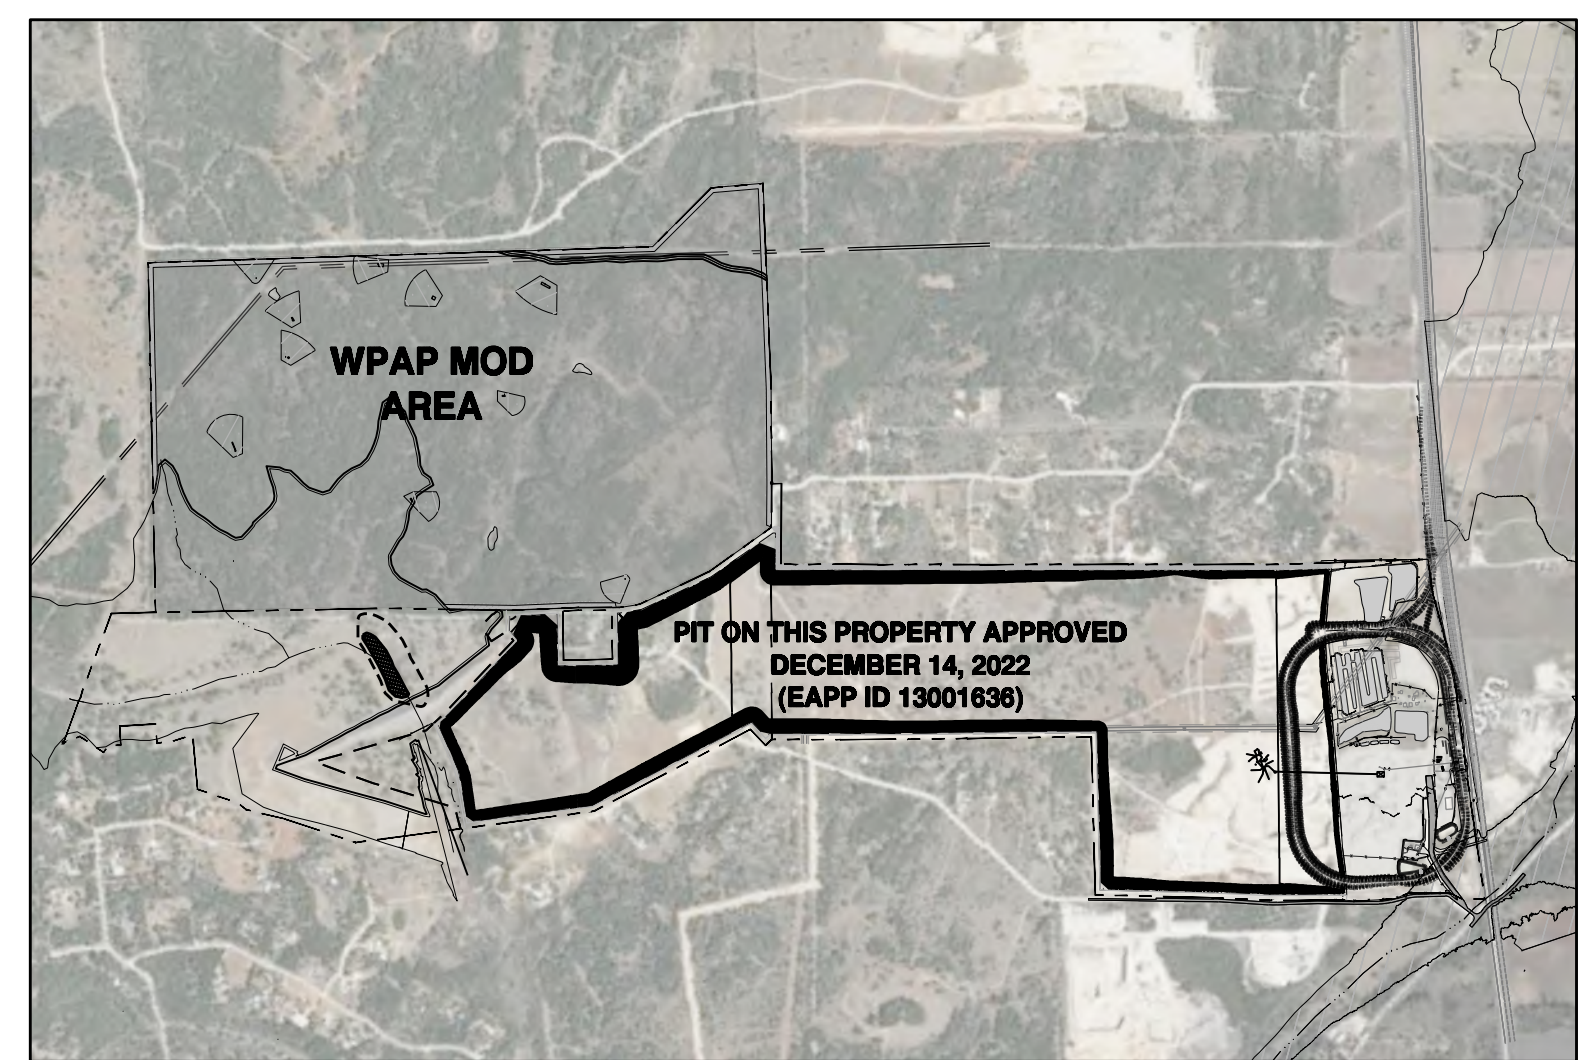 WPAP MOD
AREA
PIT ON THIS PROPERTY APPROVED
DECEMBER 14, 2022
(EAPP ID 13001636)